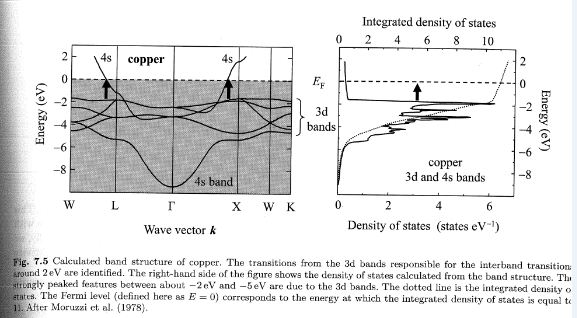 Integrated density of states
0 2 4 6 8 10
4s copper 4s
2
0
−2
−4
−6
−8
Energy (eV)
4s band
W L Γ X W K
Wave vector k
EF
3d
bands
2
0
−2
−4
−6
−8
Energy (eV)
copper
3d and 4s bands
0 2 4 6
Density of states (states eV⁻¹)
Fig. 7.5 Calculated band structure of copper. The transitions from the 3d bands responsible for the interband transition
around 2 eV are identified. The right-hand side of the figure shows the density of states calculated from the band structure. Th
strongly peaked features between about −2 eV and −5 eV are due to the 3d bands. The dotted line is the integrated density o
states. The Fermi level (defined here as E = 0) corresponds to the energy at which the integrated density of states is equal to
11. After Moruzzi et al. (1978).